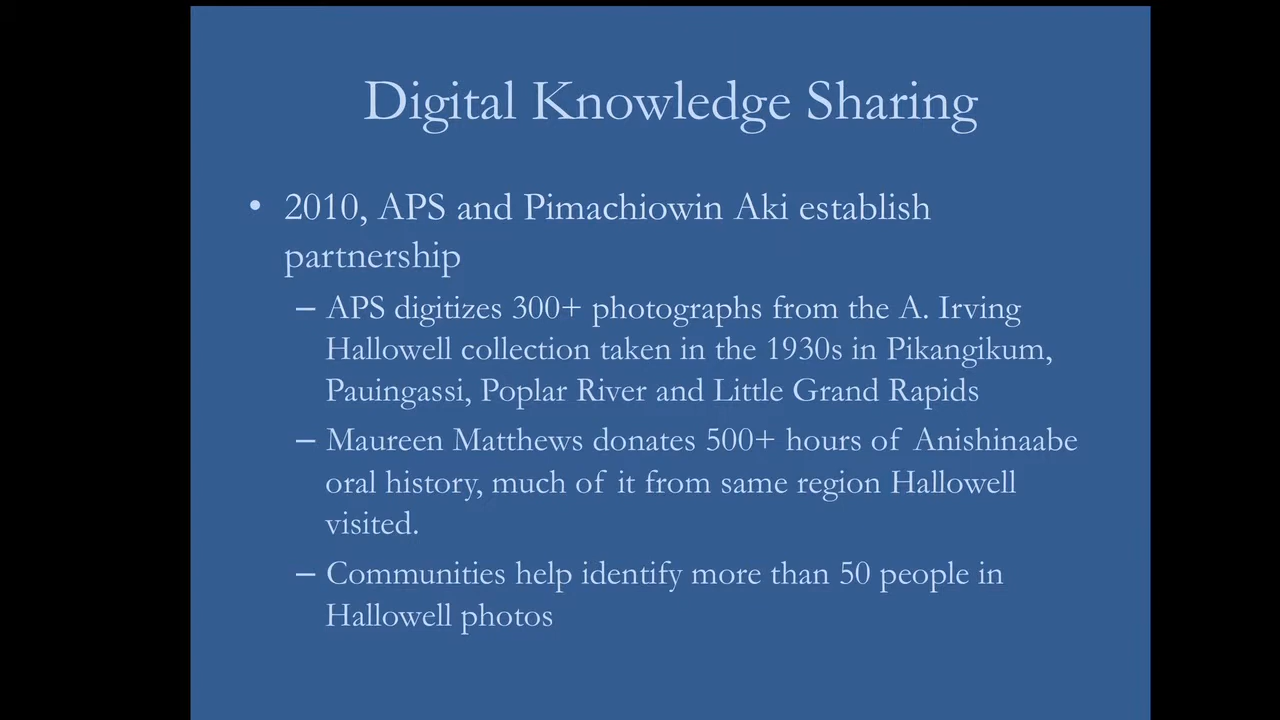 Digital Knowledge Sharing
• 2010, APS and Pimachiowin Aki establish
partnership
– APS digitizes 300+ photographs from the A. Irving
Hallowell collection taken in the 1930s in Pikangikum,
Pauingassi, Poplar River and Little Grand Rapids
– Maureen Matthews donates 500+ hours of Anishinaabe
oral history, much of it from same region Hallowell
visited.
– Communities help identify more than 50 people in
Hallowell photos